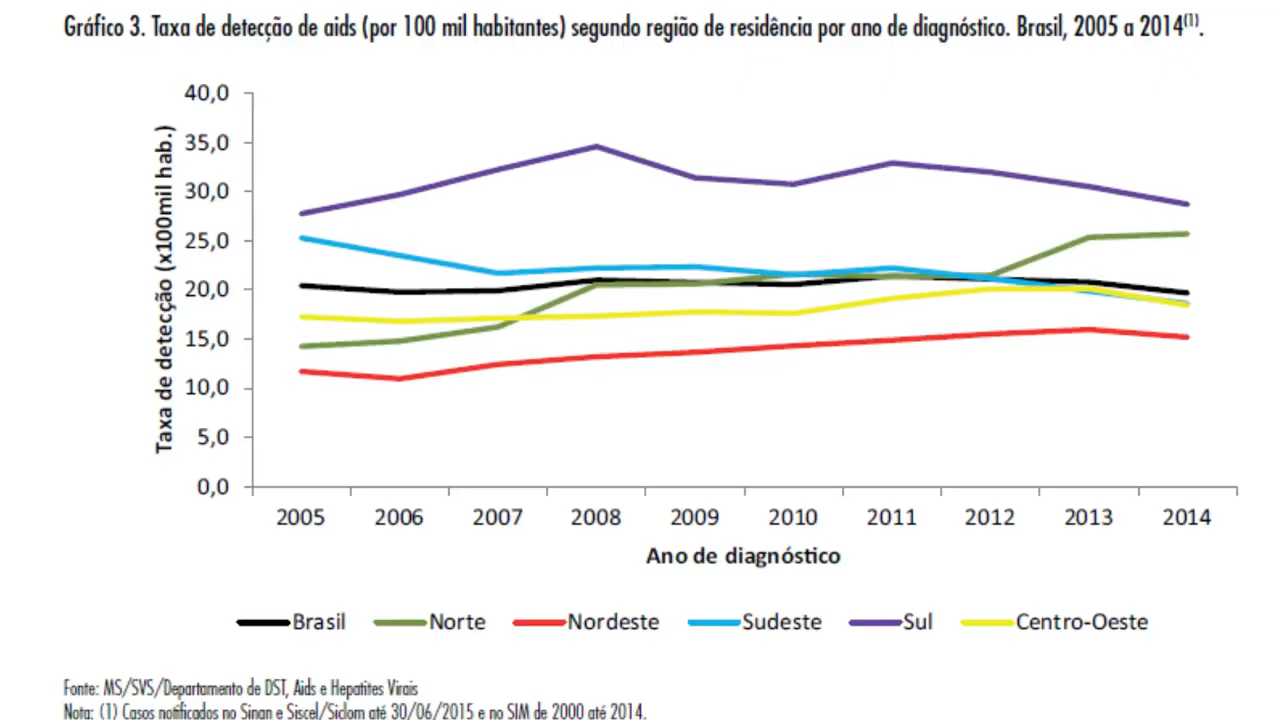 Gráfico 3. Taxa de detecção de aids (por 100 mil habitantes) segundo região de residência por ano de diagnóstico. Brasil, 2005 a 2014(1).
40,0
35,0
30,0
25,0
20,0
15,0
10,0
5,0
0,0
Taxa de detecção (x100mil hab.)
2005 2006 2007 2008 2009 2010 2011 2012 2013 2014
Ano de diagnóstico
Brasil Norte Nordeste Sudeste Sul Centro-Oeste
Fonte: MS/SVS/Departamento de DST, Aids e Hepatites Virais
Nota: (1) Casos notificados no Sinan e Siscel/Siclom até 30/06/2015 e no SIM de 2000 até 2014.